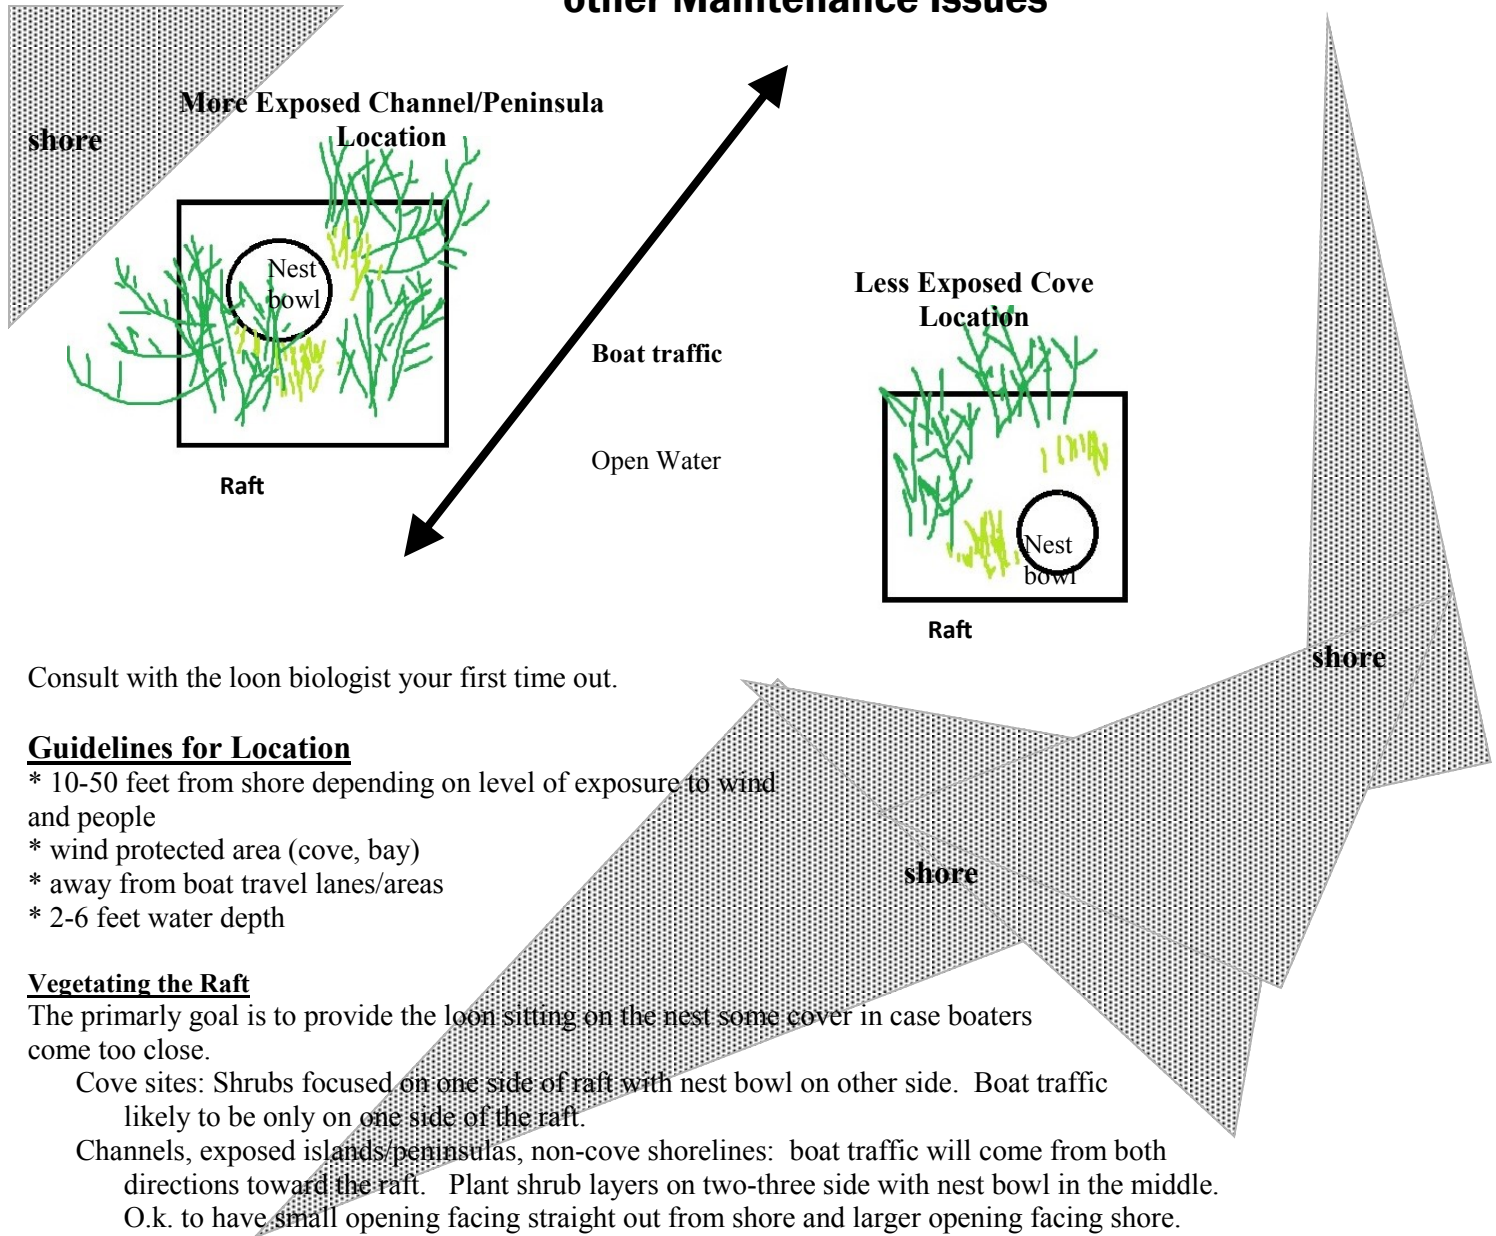 other Maintenance Issues
More Exposed Channel/Peninsula
Location
shore
Nest
bowl
Raft
Boat traffic
Open Water
Less Exposed Cove
Location
Nest
bowl
Raft
shore
shore
Consult with the loon biologist your first time out.
Guidelines for Location
* 10-50 feet from shore depending on level of exposure to wind
and people
* wind protected area (cove, bay)
* away from boat travel lanes/areas
* 2-6 feet water depth
Vegetating the Raft
The primarly goal is to provide the loon sitting on the nest some cover in case boaters
come too close.
Cove sites: Shrubs focused on one side of raft with nest bowl on other side. Boat traffic
likely to be only on one side of the raft.
Channels, exposed islands/peninsulas, non-cove shorelines: boat traffic will come from both
directions toward the raft. Plant shrub layers on two-three side with nest bowl in the middle.
O.k. to have small opening facing straight out from shore and larger opening facing shore.